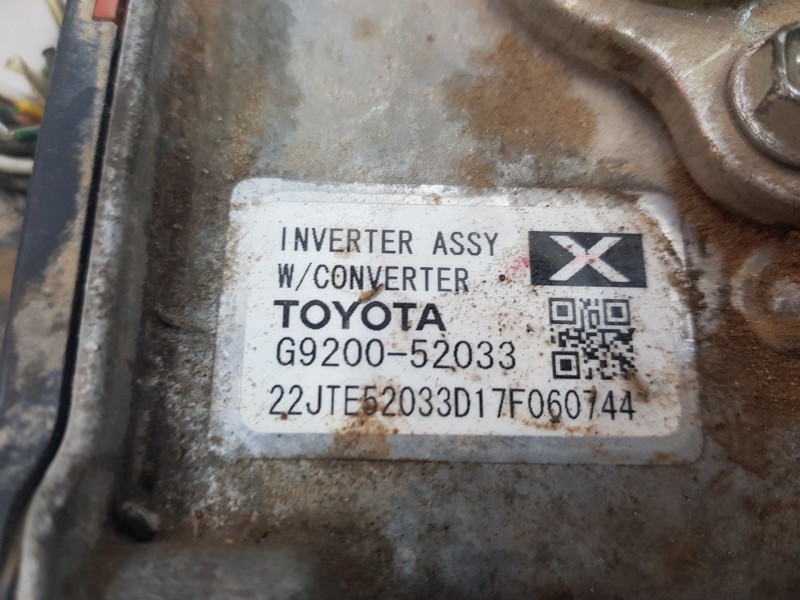 INVERTER ASSY
X
W/CONVERTER
TOYOTA
G9200-52033
22JTE52033D17F060744